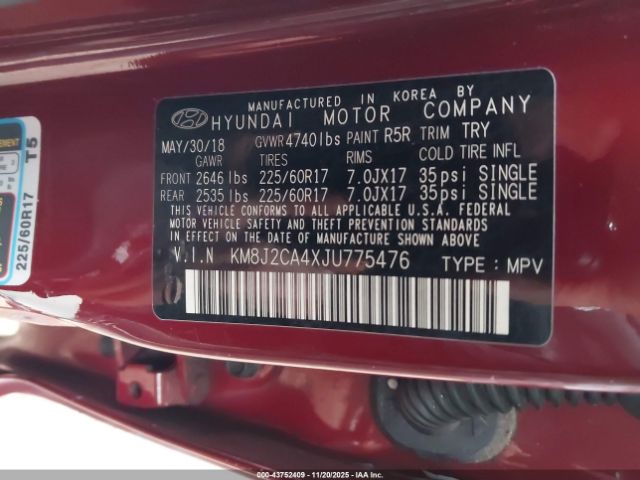 MANUFACTURED IN KOREA BY
HYUNDAI MOTOR COMPANY
MAY/30/18 GVWR 4740 lbs PAINT R5R TRIM TRY
GAWR TIRES RIMS COLD TIRE INFL
FRONT 2646 lbs 225/60R17 7.0JX17 35psi SINGLE
REAR 2535 lbs 225/60R17 7.0JX17 35psi SINGLE
THIS VEHICLE CONFORMS TO ALL APPLICABLE U.S.A. FEDERAL
MOTOR VEHICLE SAFETY AND THEFT PREVENTION STANDARDS
IN EFFECT ON THE DATE OF MANUFACTURE SHOWN ABOVE.
V.I.N KM8J2CA4XJU775476 TYPE : MPV
225/60R17 T5
000-43752409 - 11/20/2025 - IAAI Inc.